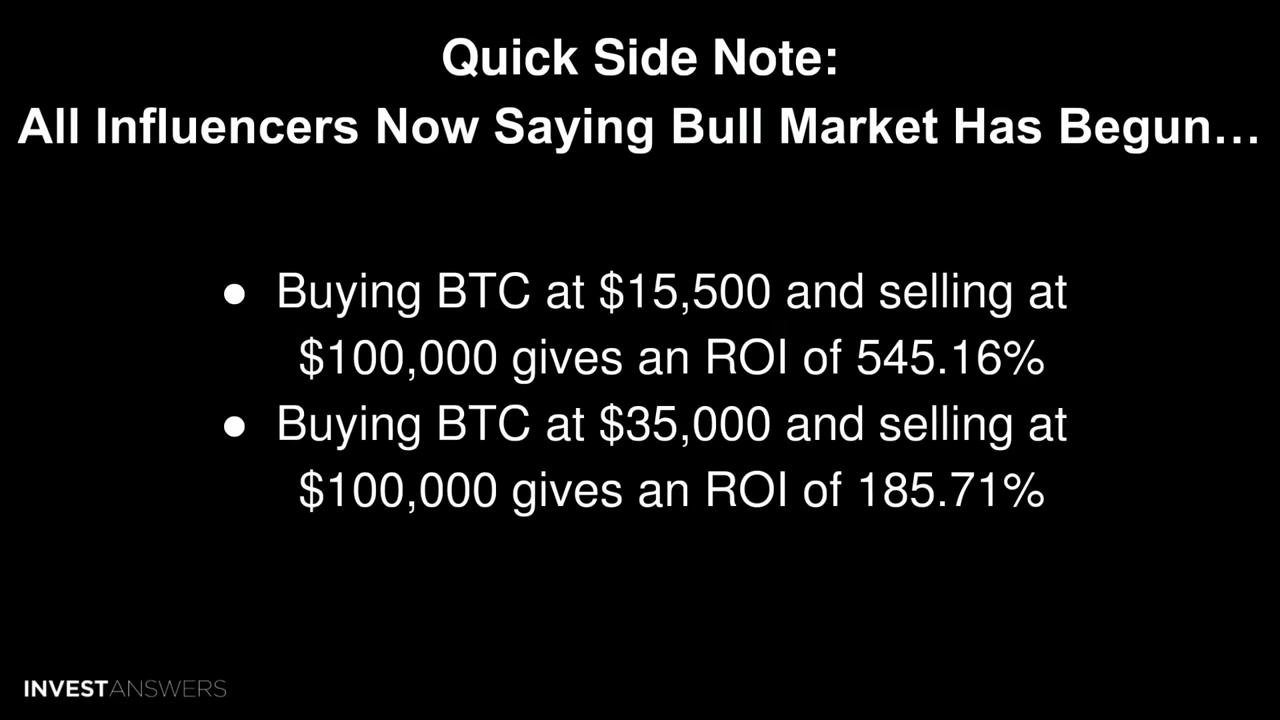 Quick Side Note:
All Influencers Now Saying Bull Market Has Begun…
● Buying BTC at $15,500 and selling at
$100,000 gives an ROI of 545.16%
● Buying BTC at $35,000 and selling at
$100,000 gives an ROI of 185.71%
INVESTANSWERS